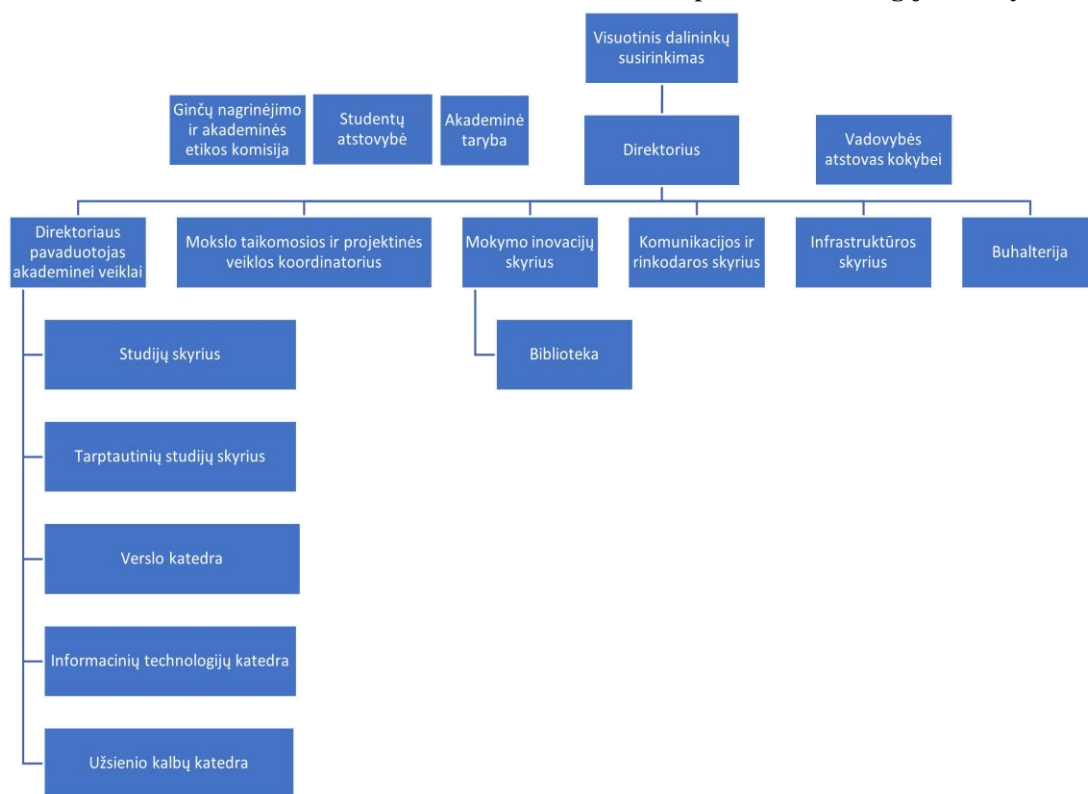 Visuotinis dalininkų
susirinkimas
Ginčų nagrinėjimo
ir akademinės
etikos komisija
Studentų
atstovybė
Akademinė
taryba
Direktorius
Vadovybės
atstovas kokybei
Direktoriaus
pavaduotojas
akademinei veiklai
Mokslo taikomosios ir projektinės
veiklos koordinatorius
Mokymo inovacijų
skyrius
Komunikacijos ir
rinkodaros skyrius
Infrastruktūros
skyrius
Buhalterija
Studijų skyrius
Biblioteka
Tarptautinių studijų skyrius
Verslo katedra
Informacinių technologijų katedra
Užsienio kalbų katedra